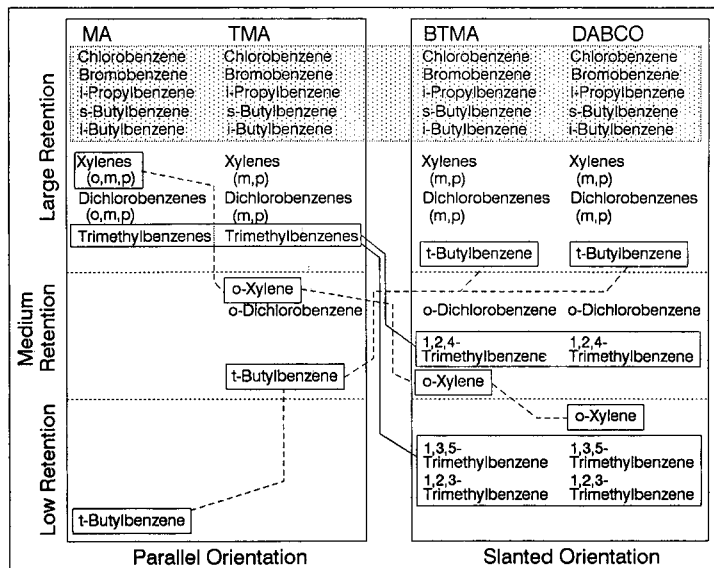 Large Retention
Medium
Retention
Low Retention
MA
Chlorobenzene
Bromobenzene
i-Propylbenzene
s-Butylbenzene
i-Butylbenzene
Xylenes
(o,m,p)
Dichlorobenzenes
(o,m,p)
Trimethylbenzenes
t-Butylbenzene
TMA
Chlorobenzene
Bromobenzene
i-Propylbenzene
s-Butylbenzene
i-Butylbenzene
Xylenes
(m,p)
Dichlorobenzenes
(m,p)
Trimethylbenzenes
o-Xylene
o-Dichlorobenzene
t-Butylbenzene
Parallel Orientation
BTMA
Chlorobenzene
Bromobenzene
i-Propylbenzene
s-Butylbenzene
i-Butylbenzene
Xylenes
(m,p)
Dichlorobenzenes
(m,p)
t-Butylbenzene
o-Dichlorobenzene
1,2,4-
Trimethylbenzene
o-Xylene
1,3,5-
Trimethylbenzene
1,2,3-
Trimethylbenzene
DABCO
Chlorobenzene
Bromobenzene
i-Propylbenzene
s-Butylbenzene
i-Butylbenzene
Xylenes
(m,p)
Dichlorobenzenes
(m,p)
t-Butylbenzene
o-Dichlorobenzene
1,2,4-
Trimethylbenzene
o-Xylene
1,3,5-
Trimethylbenzene
1,2,3-
Trimethylbenzene
Slanted Orientation